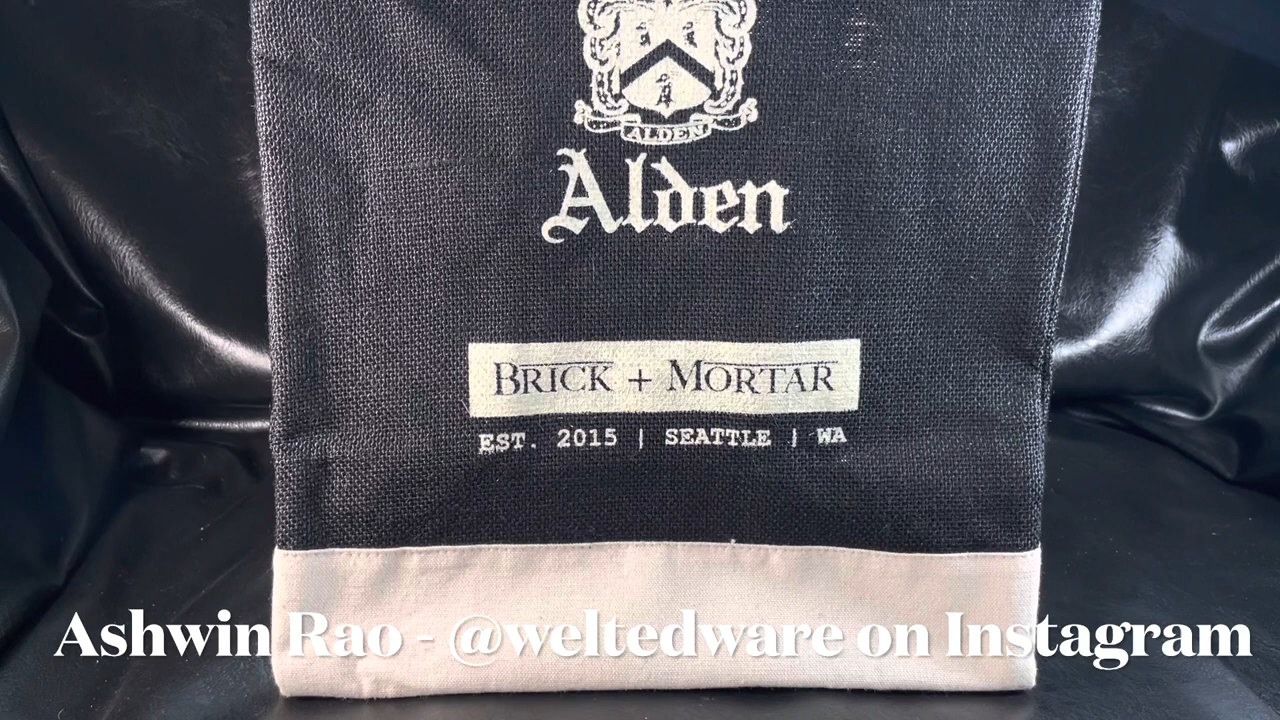 ALDEN
Alden
BRICK + MORTAR
EST. 2015 | SEATTLE | WA
Ashwin Rao - @weltedware on Instagram